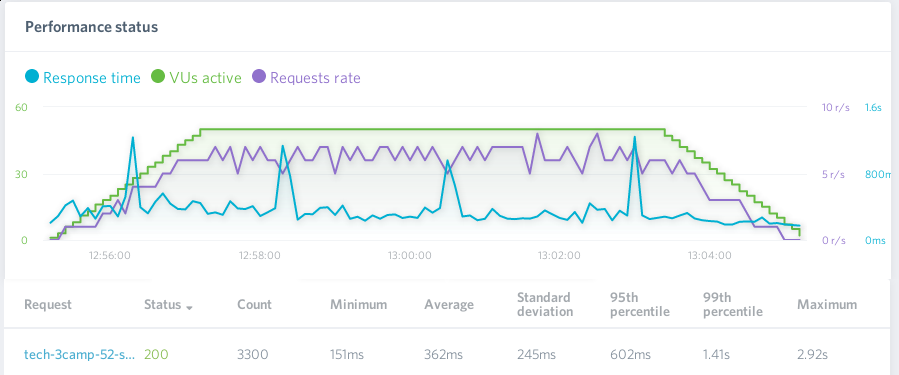 Performance status
Response time VUs active Requests rate
60 10 r/s 1.6s
30 5 r/s 800m
0 0 r/s 0ms
12:56:00 12:58:00 13:00:00 13:02:00 13:04:00
Request Status Count Minimum Average Standard deviation 95th percentile 99th percentile Maximum
tech-3camp-52-s... 200 3300 151ms 362ms 245ms 602ms 1.41s 2.92s